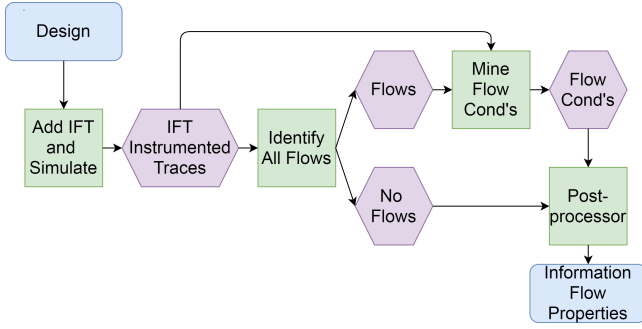 Design
Add IFT
and
Simulate
IFT
Instrumented
Traces
Identify
All Flows
Flows
No
Flows
Mine
Flow
Cond's
Flow
Cond's
Post-
processor
Information
Flow
Properties